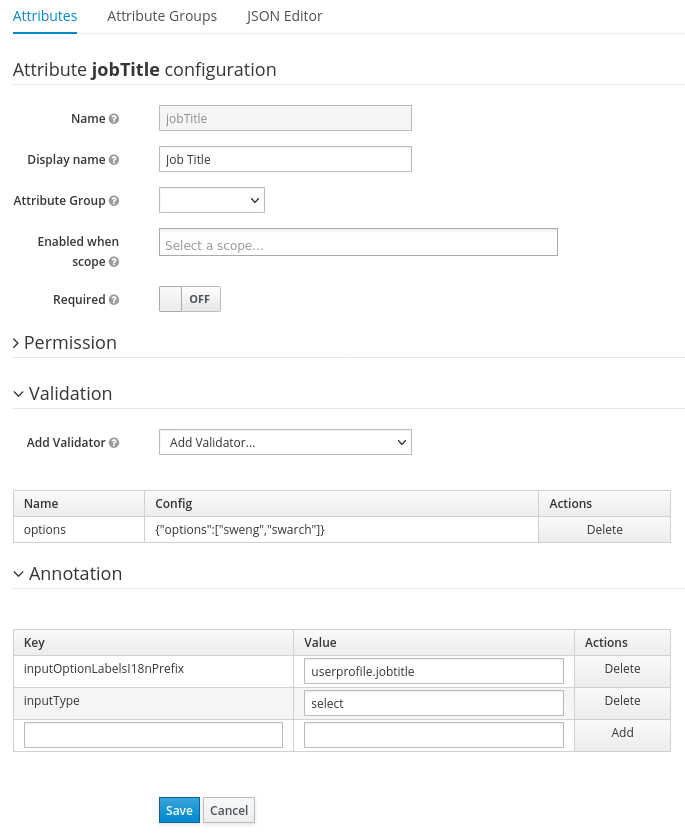 Attributes Attribute Groups JSON Editor
Attribute jobTitle configuration
Name jobTitle
Display name Job Title
Attribute Group
Enabled when scope Select a scope...
Required OFF
Permission
Validation
Add Validator Add Validator...
Name Config Actions
options {"options":["sweng","swarch"]} Delete
Annotation
Key Value Actions
inputOptionLabelsI18nPrefix userprofile.jobtitle Delete
inputType select Delete
Add
Save Cancel